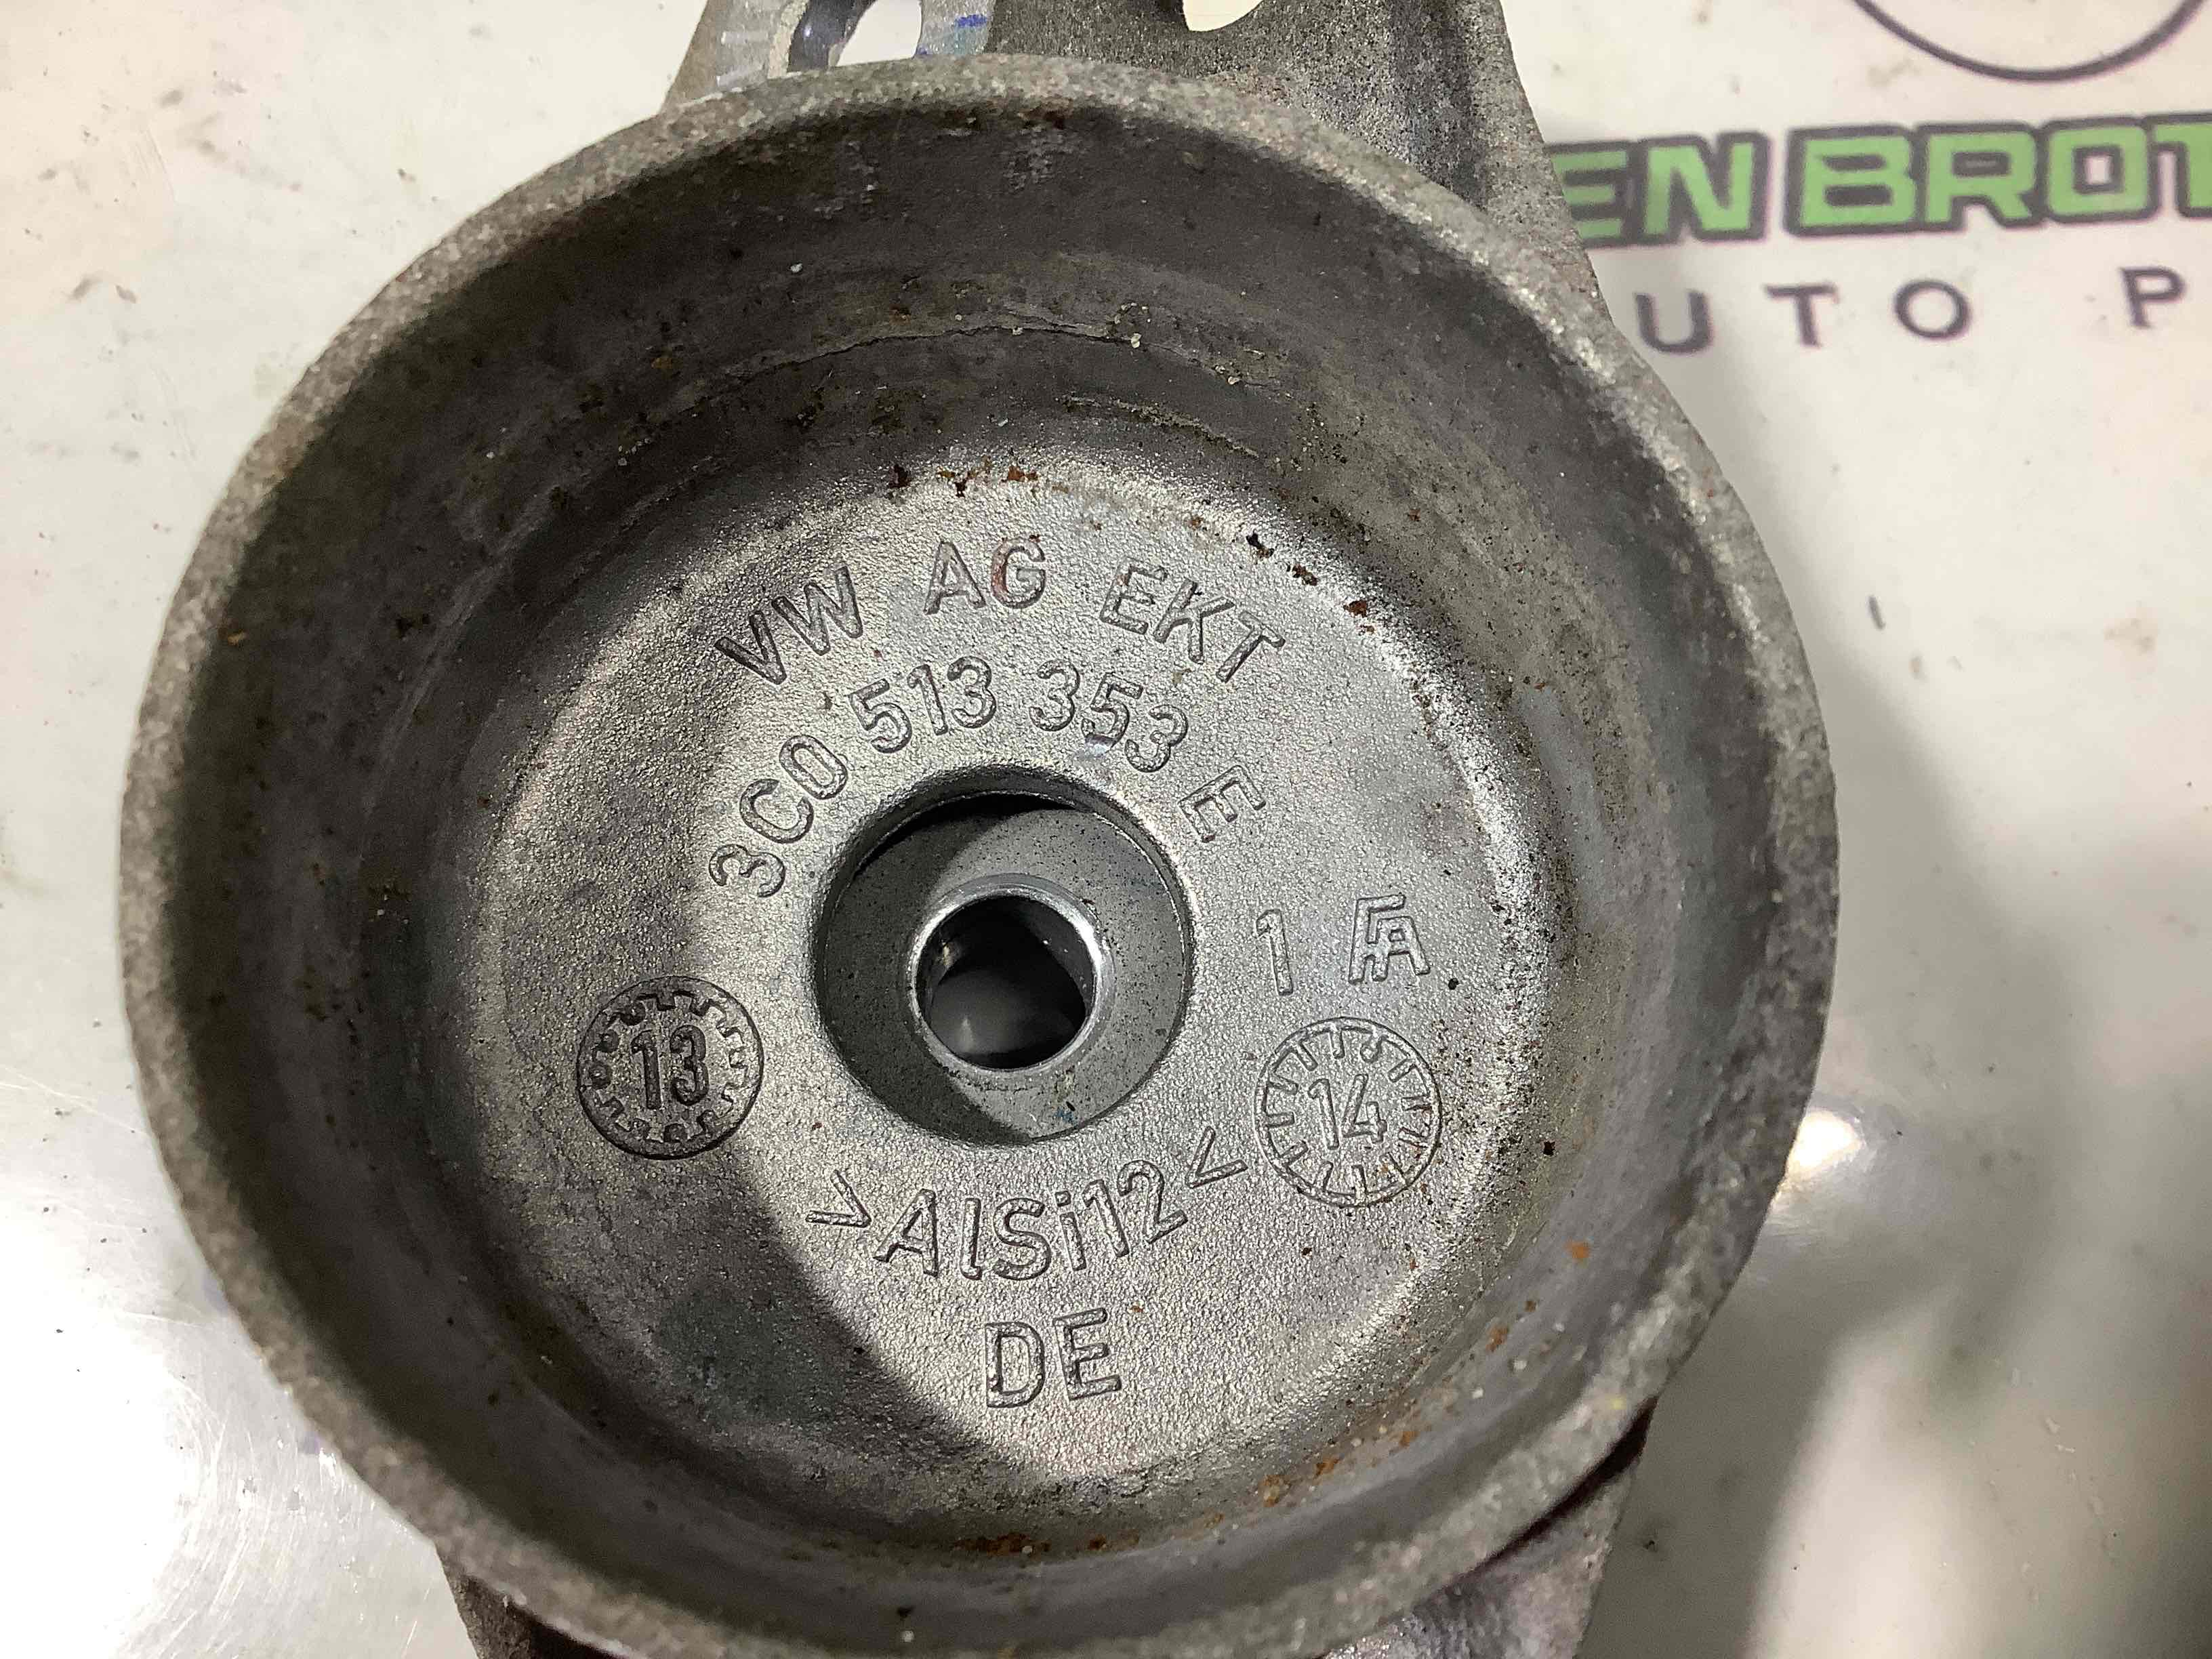 EN BROT
UTO P
VW AG EKT
3C0 513 353 E
1
13
14
>AlSi12<
DE